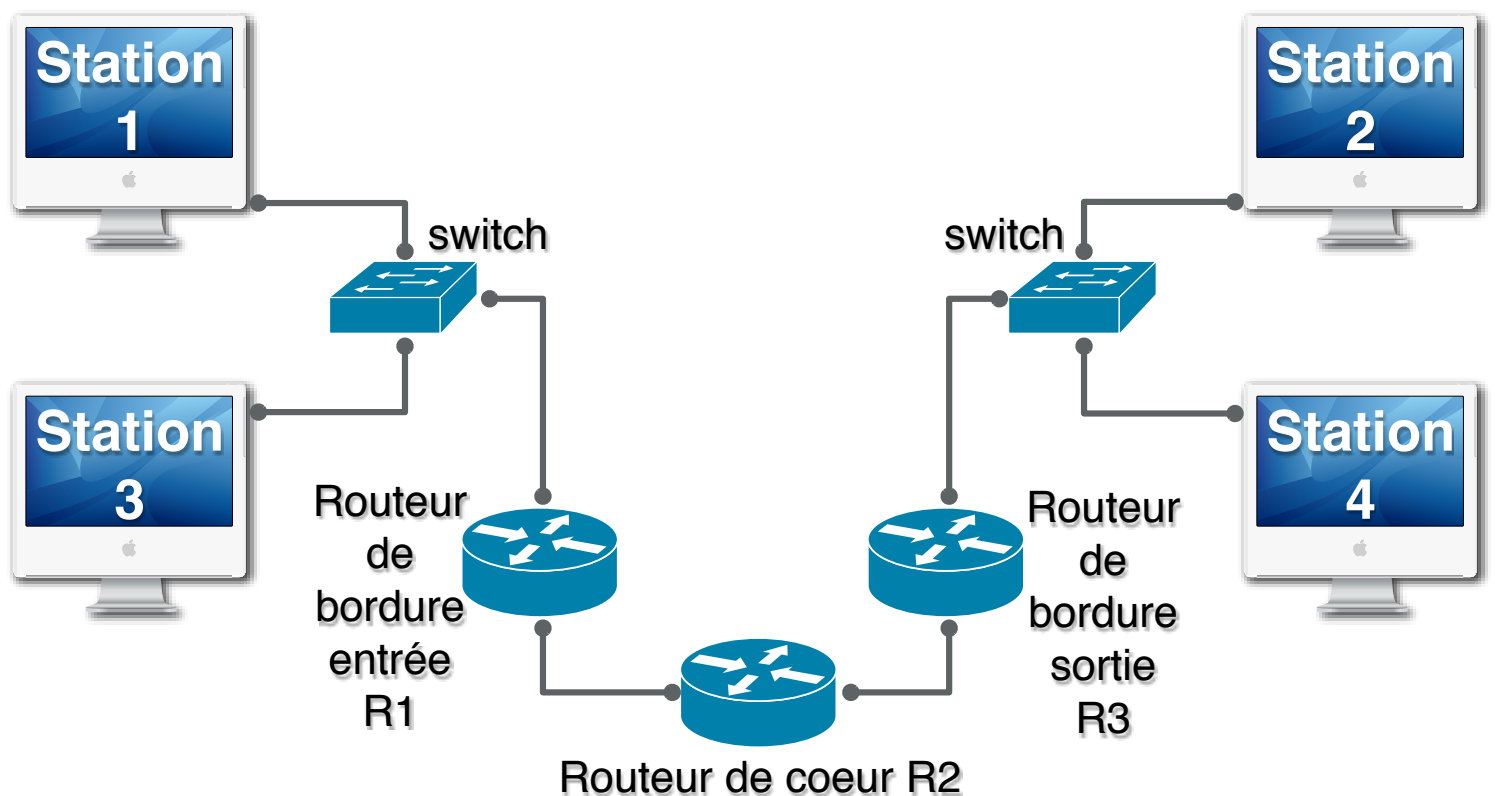 Station
1
Station
2
switch
switch
Station
3
Station
4
Routeur
de
bordure
entrée
R1
Routeur
de
bordure
sortie
R3
Routeur de coeur R2